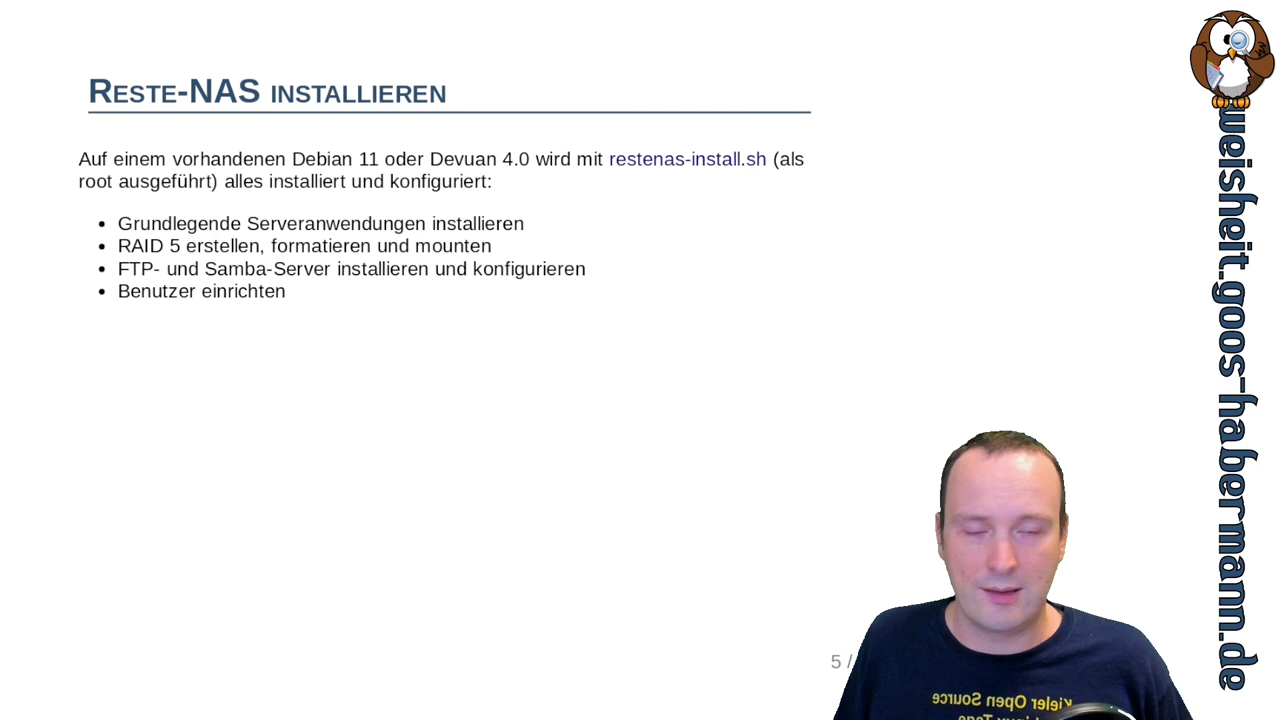 Reste-NAS installieren
Auf einem vorhandenen Debian 11 oder Devuan 4.0 wird mit restenas-install.sh (als
root ausgeführt) alles installiert und konfiguriert:
• Grundlegende Serveranwendungen installieren
• RAID 5 erstellen, formatieren und mounten
• FTP- und Samba-Server installieren und konfigurieren
• Benutzer einrichten
5 /
Kieler Open Source
weisheit.goos-habermann.de